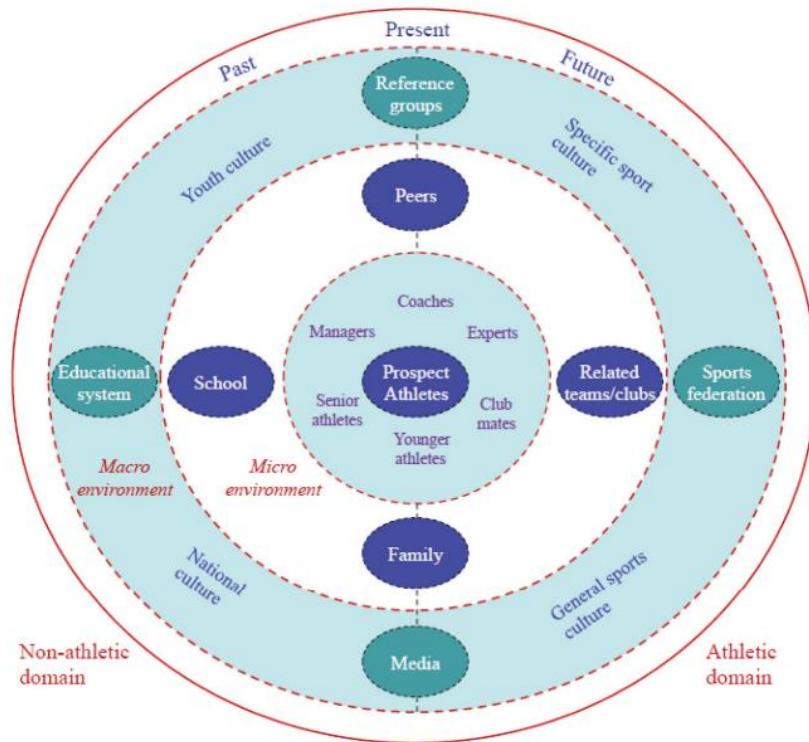 Present
Past
Future
Reference
groups
Youth culture
Specific sport
culture
Peers
Coaches
Managers
Experts
Educational
system
School
Prospect
Athletes
Related
teams/clubs
Sports
federation
Senior
athletes
Club
mates
Younger
athletes
Macro
environment
Micro
environment
Family
National
culture
General sports
culture
Media
Non-athletic
domain
Athletic
domain